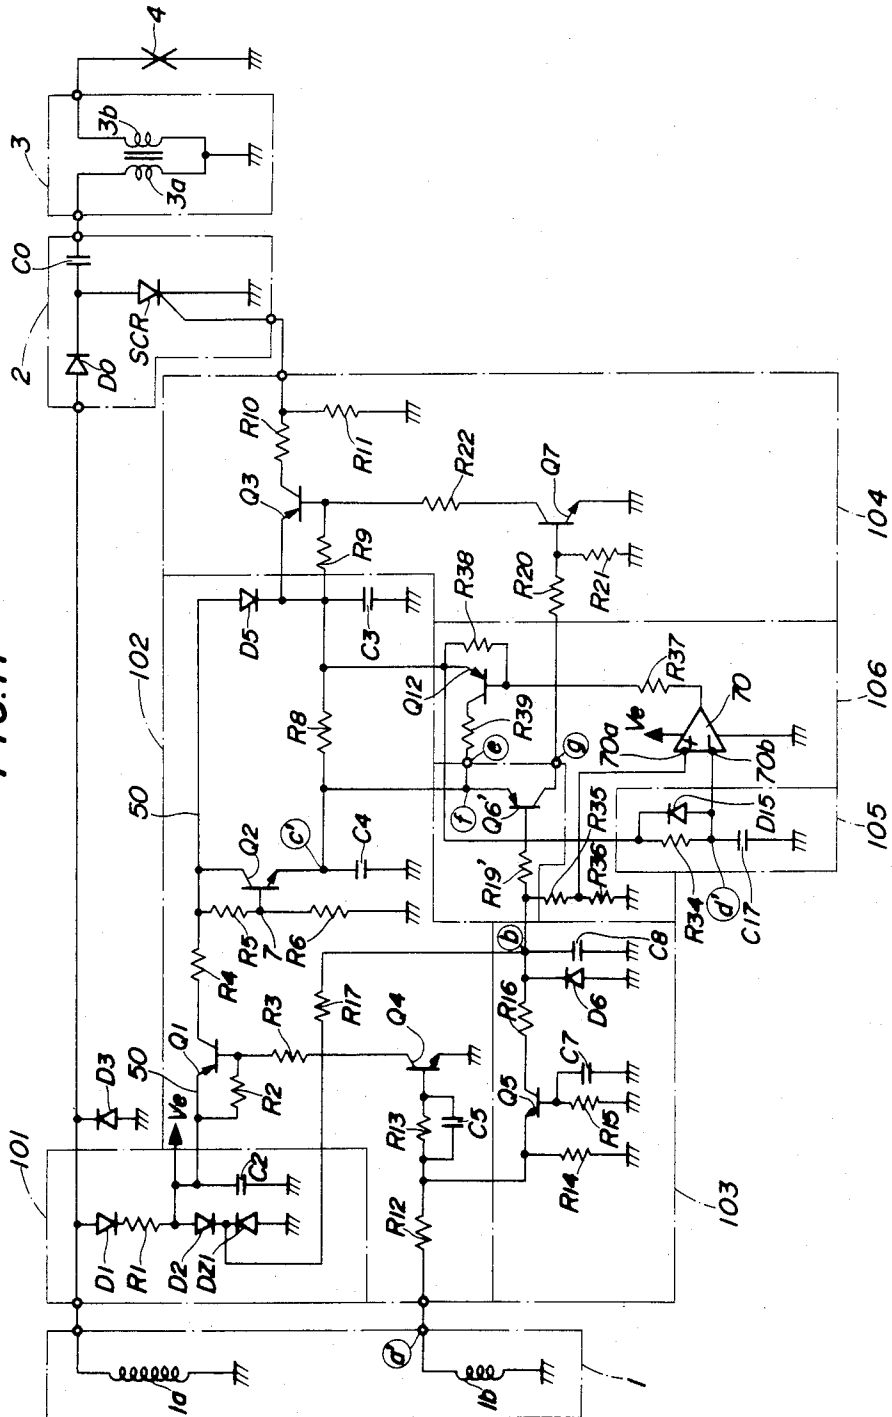 FIG. 17
1
1a
1b
a'
101
D1
R1
D2
DZ1
C2
Ve
D3
50
Q1
R2
R3
R4
50
R5
R6
7
Q2
c'
C4
R8
102
D5
C3
R9
Q3
R10
R11
R22
Q7
R20
R21
104
R12
R13
C5
Q4
R17
R14
Q5
R15
C7
R16
D6
b
C8
103
R19'
Q6'
R35
R36
f
e
g
R39
Q12
R38
R37
70
70a
70b
Ve
+
−
106
R34
D15
d'
C17
105
2
D0
SCR
C0
3
3a
3b
4